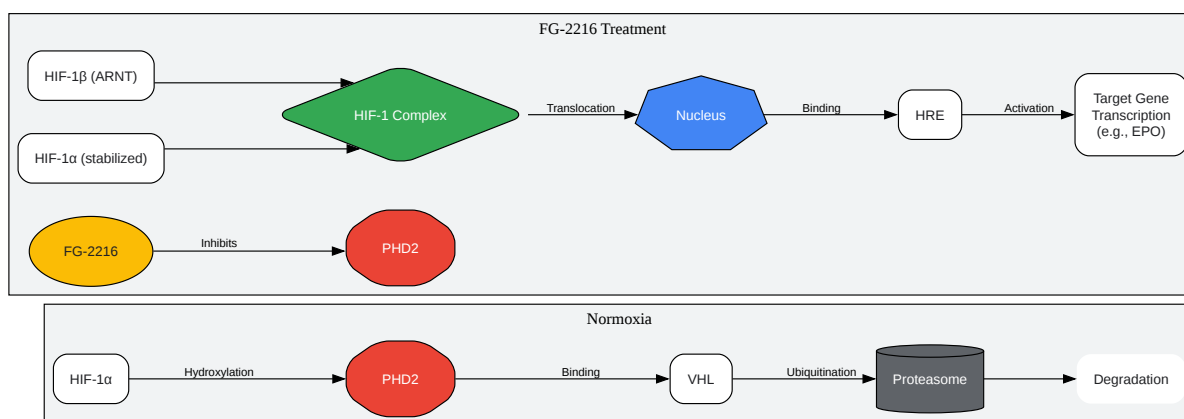 FG-2216 Treatment
HIF-1β (ARNT)
HIF-1α (stabilized)
HIF-1 Complex
Translocation
Nucleus
Binding
HRE
Activation
Target Gene
Transcription
(e.g., EPO)
FG-2216
Inhibits
PHD2
Normoxia
HIF-1α
Hydroxylation
PHD2
Binding
VHL
Ubiquitination
Proteasome
Degradation